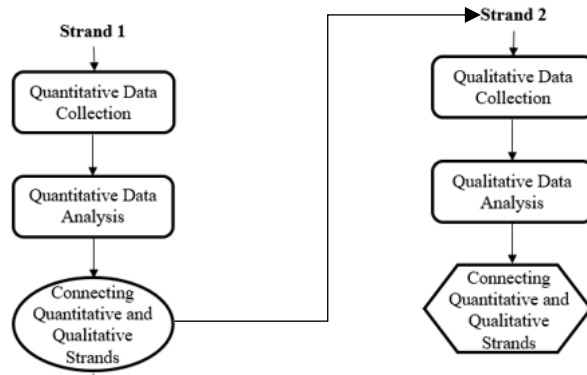 Strand 1
Quantitative Data
Collection
Quantitative Data
Analysis
Connecting
Quantitative and
Qualitative
Strands
Strand 2
Qualitative Data
Collection
Qualitative Data
Analysis
Connecting
Quantitative and
Qualitative
Strands